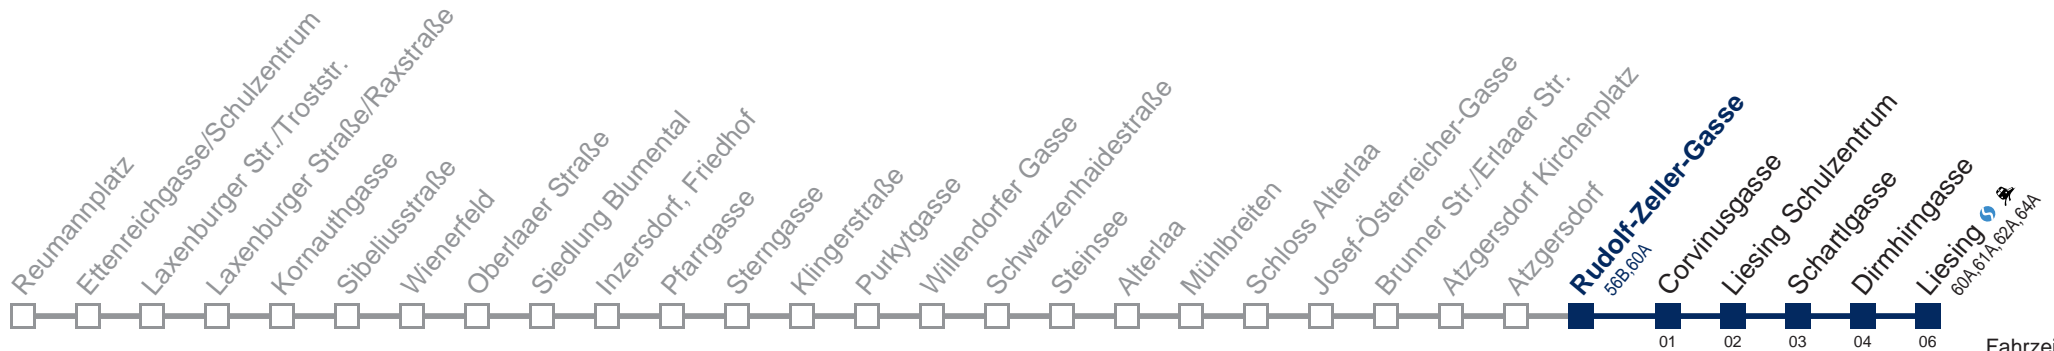 Reumannplatz
Ettenreichgasse/Schulzentrum
Laxenburger Str./Troststr.
Laxenburger Straße/Raxstraße
Kornauthgasse
Sibeliusstraße
Wienerfeld
Oberlaaer Straße
Siedlung Blumental
Inzersdorf, Friedhof
Pfarrgasse
Sterngasse
Klingerstraße
Purkytgasse
Willendorfer Gasse
Schwarzenhaidestraße
Steinsee
Alterlaa
Mühlbreiten
Schloss Alterlaa
Josef-Österreicher-Gasse
Brunner Str./Erlaaer Str.
Atzgersdorf Kirchenplatz
Atzgersdorf
Rudolf-Zeller-Gasse
56B,60A
Corvinusgasse
Liesing Schulzentrum
Schartlgasse
Dirmhirngasse
Liesing
60A,61A,62A,64A
01 02 03 04 06
Fahrzei